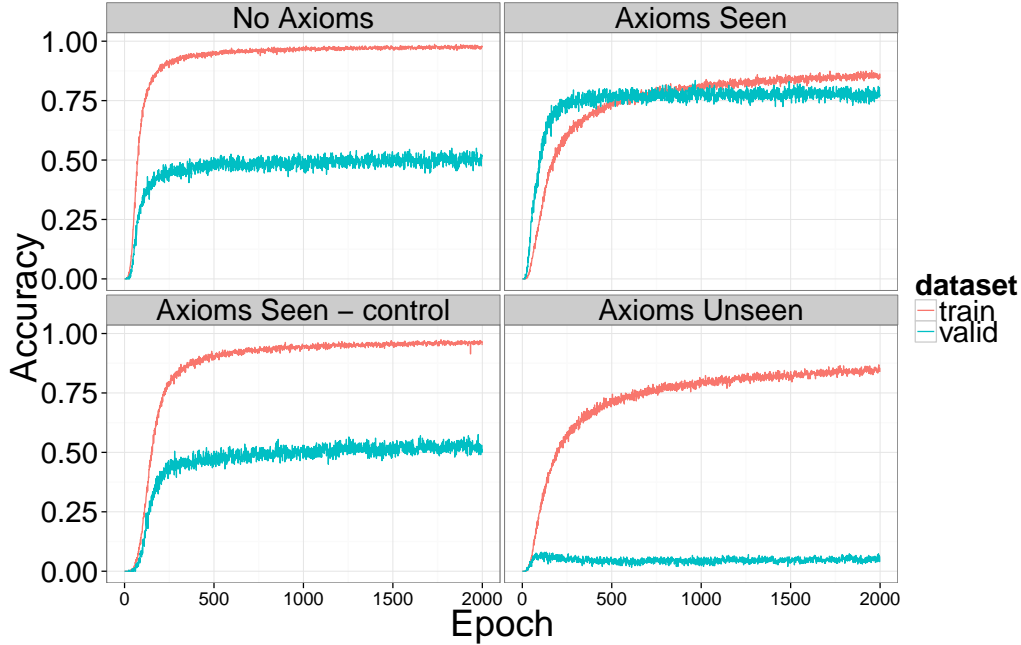 No Axioms
Axioms Seen
1.00
0.75
0.50
0.25
0.00
Axioms Seen – control
Axioms Unseen
1.00
0.75
0.50
0.25
0.00
0 500 1000 1500 2000
0 500 1000 1500 2000
Accuracy
Epoch
dataset
train
valid